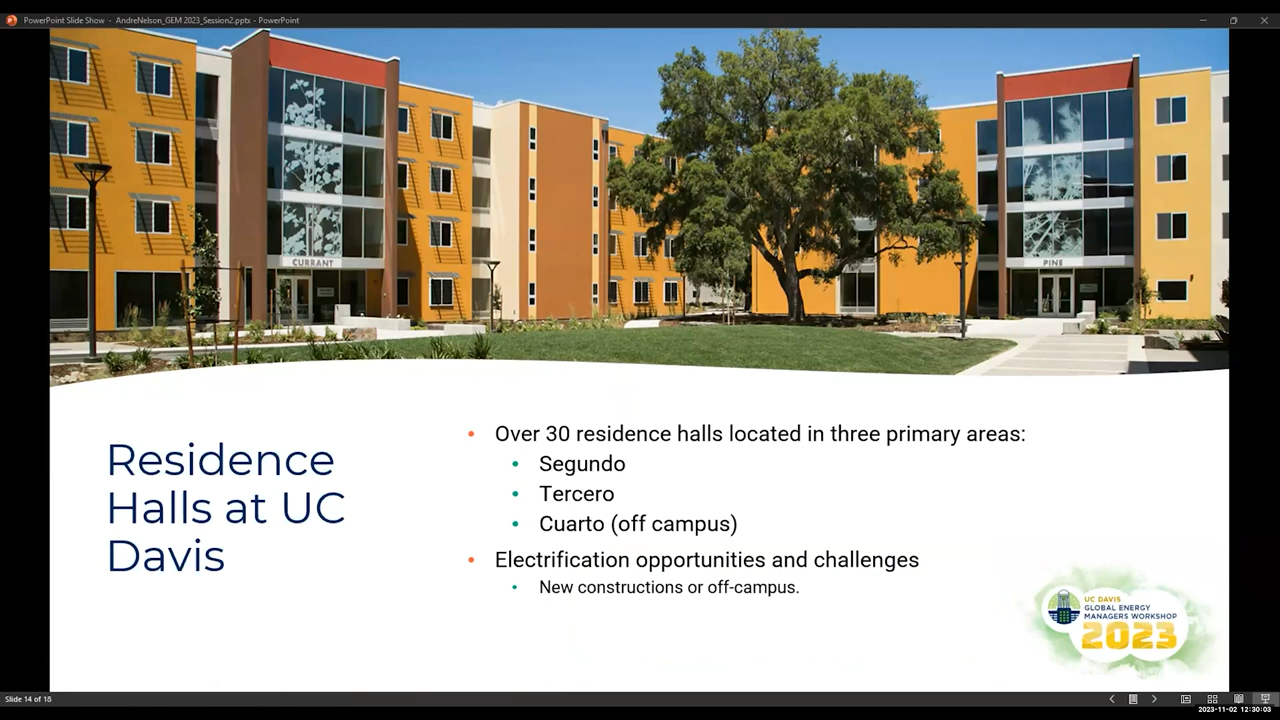 PowerPoint Slide Show - AndreNelson_GEM 2023_Session2.pptx - PowerPoint
CURRANT
PINE
Residence
Halls at UC
Davis
• Over 30 residence halls located in three primary areas:
• Segundo
• Tercero
• Cuarto (off campus)
• Electrification opportunities and challenges
• New constructions or off-campus.
UC DAVIS
GLOBAL ENERGY
MANAGERS WORKSHOP
2023
Slide 14 of 18
2023-11-02 12:30:03